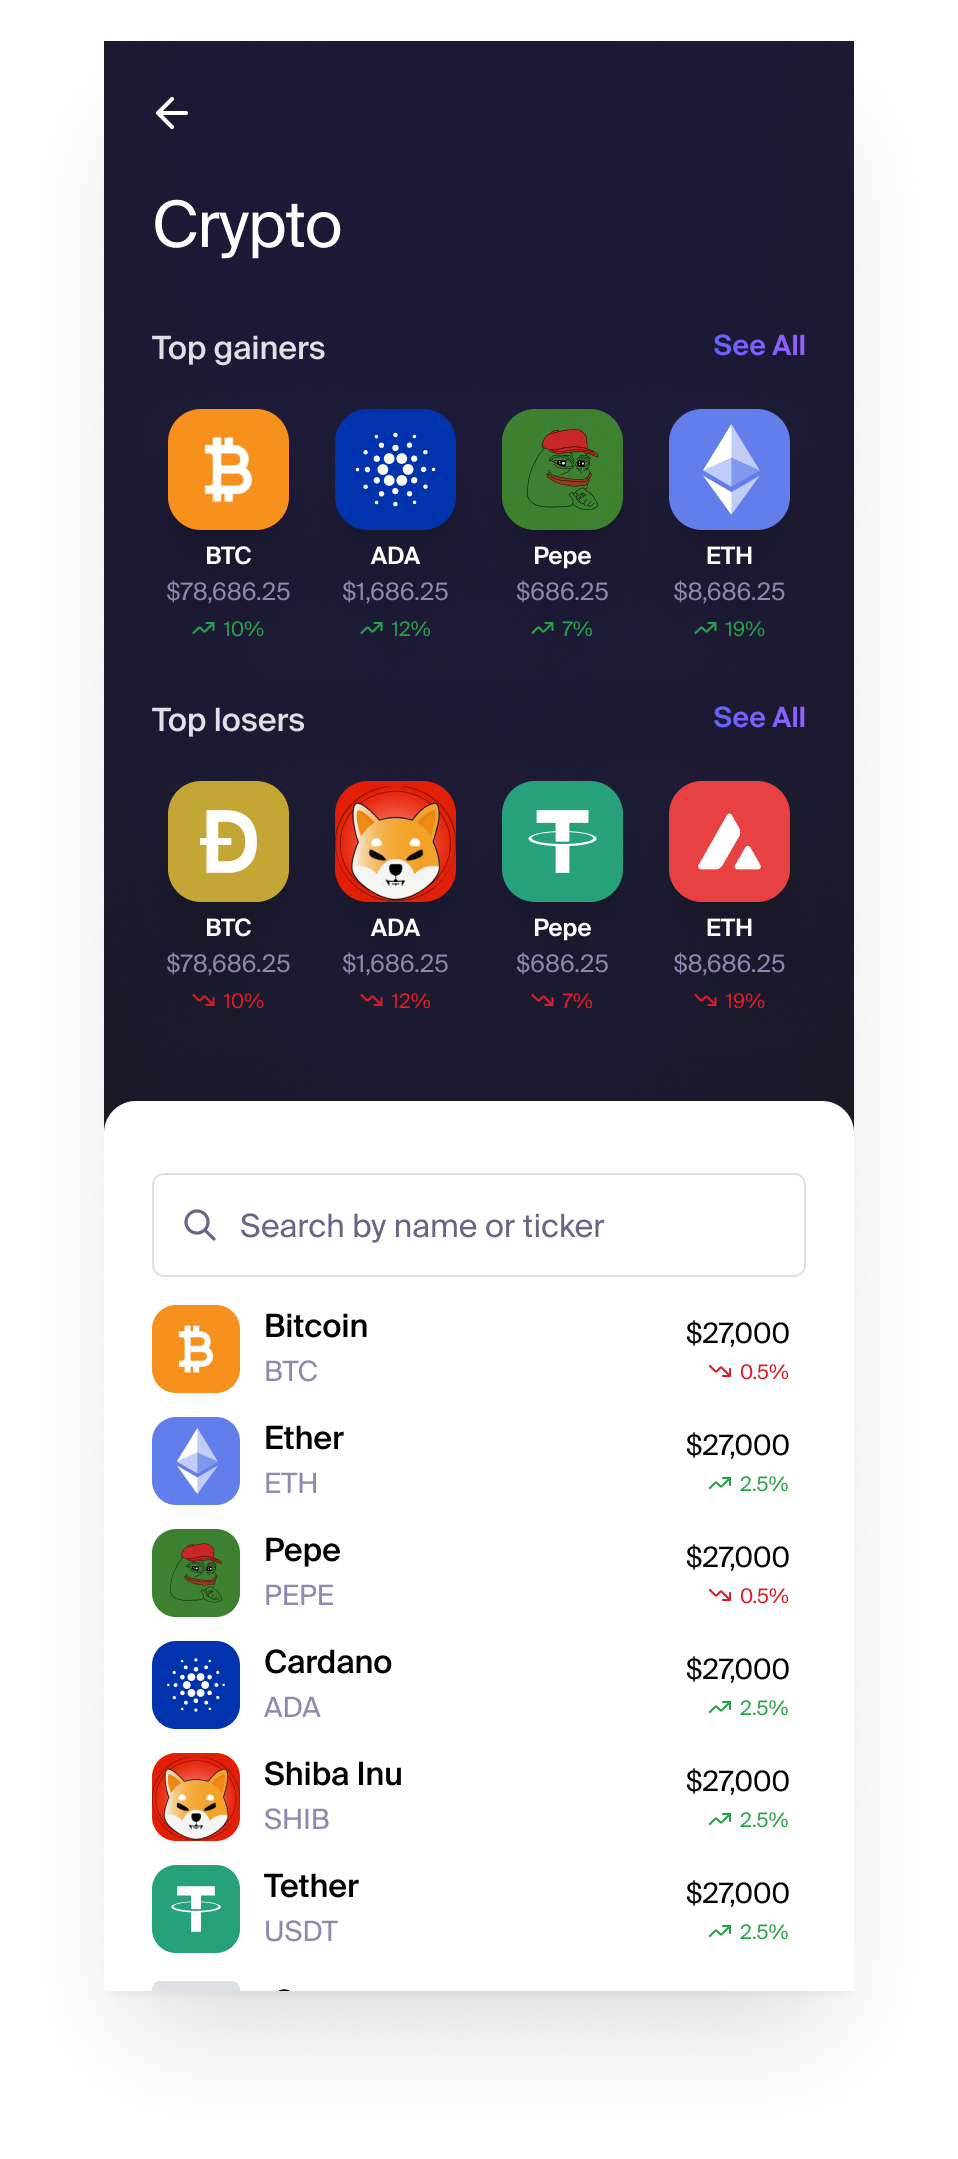 Crypto
Top gainers See All
BTC ADA Pepe ETH
$78,686.25 $1,686.25 $686.25 $8,686.25
10% 12% 7% 19%
Top losers See All
BTC ADA Pepe ETH
$78,686.25 $1,686.25 $686.25 $8,686.25
10% 12% 7% 19%
Search by name or ticker
Bitcoin $27,000
BTC 0.5%
Ether $27,000
ETH 2.5%
Pepe $27,000
PEPE 0.5%
Cardano $27,000
ADA 2.5%
Shiba Inu $27,000
SHIB 2.5%
Tether $27,000
USDT 2.5%